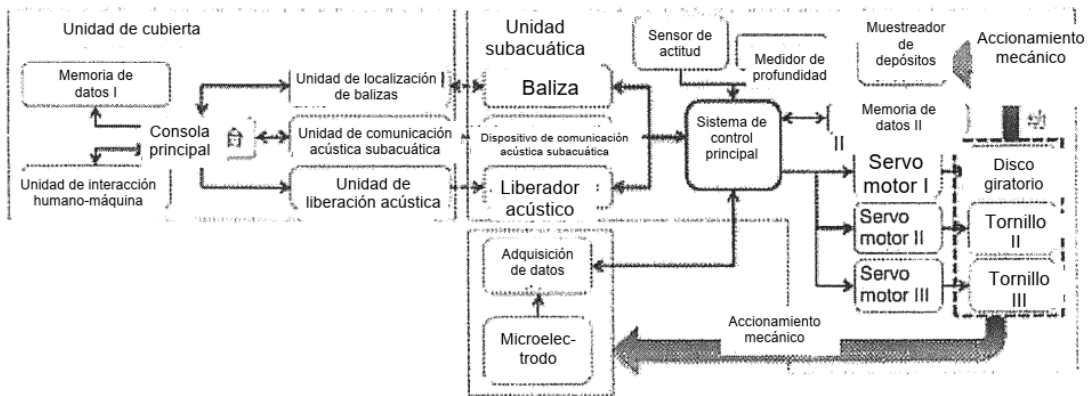 Unidad de cubierta
Memoria de
datos I
Consola
principal
Unidad de interacción
humano-máquina
Unidad de localización
de balizas
Unidad de comunicación
acústica subacuática
Unidad de
liberación acústica
Unidad
subacuática
Baliza
Dispositivo de comunicación
acústica subacuática
Liberador
acústico
Sensor de
actitud
Medidor de
profundidad
Sistema de
control
principal
Muestreador
de
depósitos
Accionamiento
mecánico
Memoria de
datos II
II
Servo
motor I
Servo
motor II
Servo
motor III
Disco
giratorio
Tornillo
II
Tornillo
III
Adquisición
de datos
Microelec-
trodo
Accionamiento
mecánico